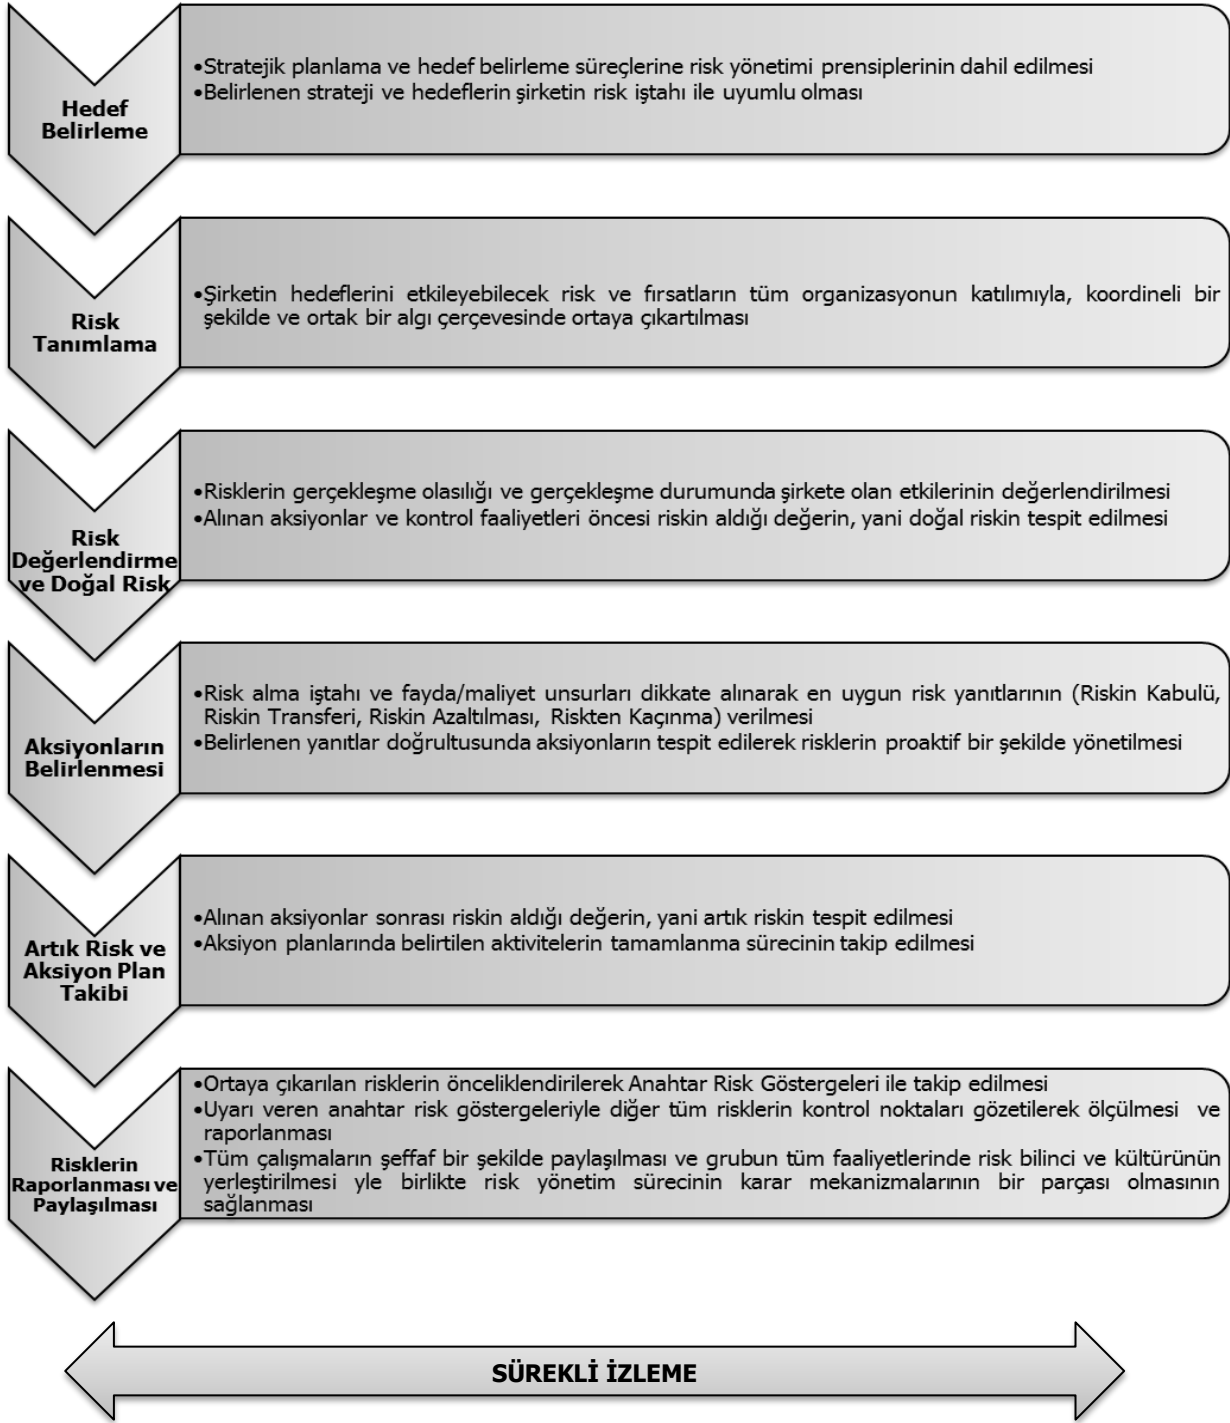 Hedef
Belirleme
•Stratejik planlama ve hedef belirleme süreçlerine risk yönetimi prensiplerinin dahil edilmesi
•Belirlenen strateji ve hedeflerin şirketin risk iştahı ile uyumlu olması
Risk
Tanımlama
•Şirketin hedeflerini etkileyebilecek risk ve fırsatların tüm organizasyonun katılımıyla, koordineli bir
şekilde ve ortak bir algı çerçevesinde ortaya çıkartılması
Risk
Değerlendirme
ve Doğal Risk
•Risklerin gerçekleşme olasılığı ve gerçekleşme durumunda şirkete olan etkilerinin değerlendirilmesi
•Alınan aksiyonlar ve kontrol faaliyetleri öncesi riskin aldığı değerin, yani doğal riskin tespit edilmesi
Aksiyonların
Belirlenmesi
•Risk alma iştahı ve fayda/maliyet unsurları dikkate alınarak en uygun risk yanıtlarının (Riskin Kabulü,
Riskin Transferi, Riskin Azaltılması, Riskten Kaçınma) verilmesi
•Belirlenen yanıtlar doğrultusunda aksiyonların tespit edilerek risklerin proaktif bir şekilde yönetilmesi
Artık Risk ve
Aksiyon Plan
Takibi
•Alınan aksiyonlar sonrası riskin aldığı değerin, yani artık riskin tespit edilmesi
•Aksiyon planlarında belirtilen aktivitelerin tamamlanma sürecinin takip edilmesi
Risklerin
Raporlanması ve
Paylaşılması
•Ortaya çıkarılan risklerin önceliklendirilerek Anahtar Risk Göstergeleri ile takip edilmesi
•Uyarı veren anahtar risk göstergeleriyle diğer tüm risklerin kontrol noktaları gözetilerek ölçülmesi ve
raporlanması
•Tüm çalışmaların şeffaf bir şekilde paylaşılması ve grubun tüm faaliyetlerinde risk bilinci ve kültürünün
yerleştirilmesi yle birlikte risk yönetim sürecinin karar mekanizmalarının bir parçası olmasının
sağlanması
SÜREKLİ İZLEME